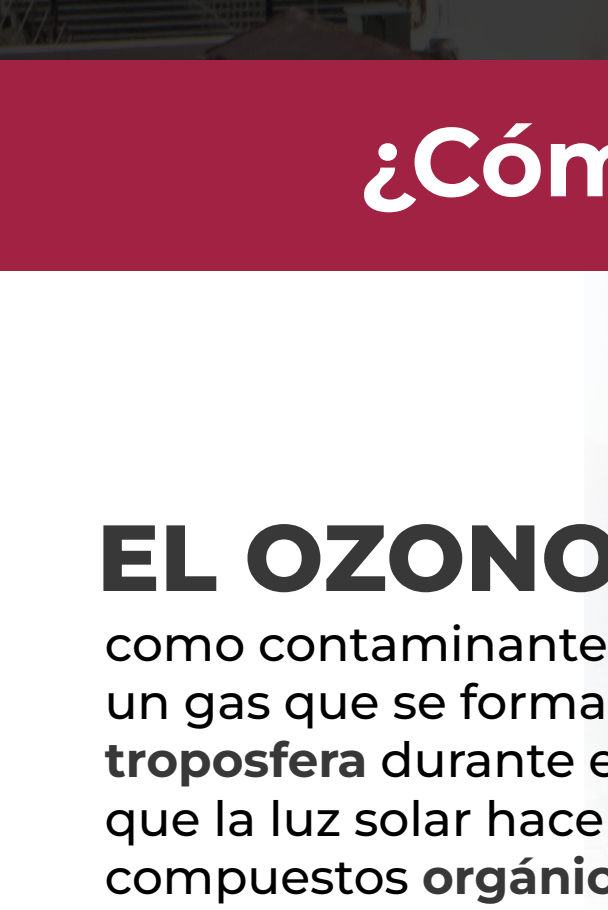 ¿Cóm
EL OZONO
como contaminante
un gas que se forma
troposfera durante e
que la luz solar hace
compuestos orgánic